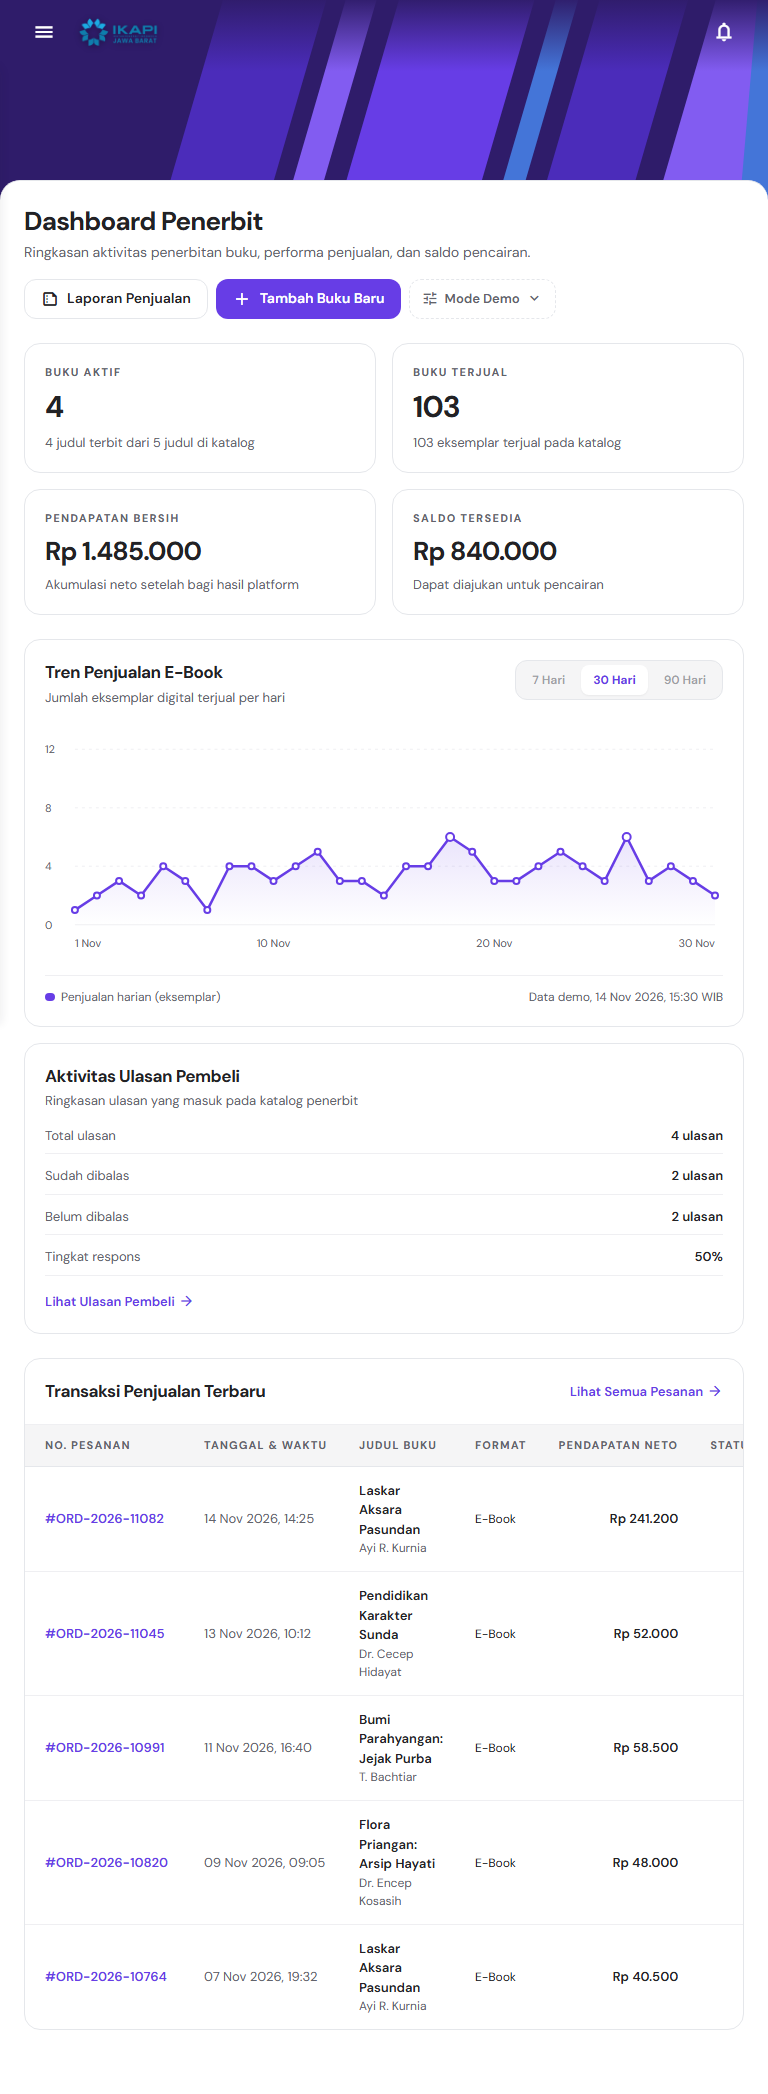 IKAPI
JAWA BARAT
Dashboard Penerbit
Ringkasan aktivitas penerbitan buku, performa penjualan, dan saldo pencairan.
Laporan Penjualan
Tambah Buku Baru
Mode Demo
BUKU AKTIF
4
4 judul terbit dari 5 judul di katalog
BUKU TERJUAL
103
103 eksemplar terjual pada katalog
PENDAPATAN BERSIH
Rp 1.485.000
Akumulasi neto setelah bagi hasil platform
SALDO TERSEDIA
Rp 840.000
Dapat diajukan untuk pencairan
Tren Penjualan E-Book
Jumlah eksemplar digital terjual per hari
7 Hari
30 Hari
90 Hari
12
8
4
0
1 Nov
10 Nov
20 Nov
30 Nov
Penjualan harian (eksemplar)
Data demo, 14 Nov 2026, 15:30 WIB
Aktivitas Ulasan Pembeli
Ringkasan ulasan yang masuk pada katalog penerbit
Total ulasan 4 ulasan
Sudah dibalas 2 ulasan
Belum dibalas 2 ulasan
Tingkat respons 50%
Lihat Ulasan Pembeli →
Transaksi Penjualan Terbaru
Lihat Semua Pesanan →
NO. PESANAN TANGGAL & WAKTU JUDUL BUKU FORMAT PENDAPATAN NETO STATU
#ORD-2026-11082
14 Nov 2026, 14:25
Laskar
Aksara
Pasundan
Ayi R. Kurnia
E-Book
Rp 241.200
#ORD-2026-11045
13 Nov 2026, 10:12
Pendidikan
Karakter
Sunda
Dr. Cecep
Hidayat
E-Book
Rp 52.000
#ORD-2026-10991
11 Nov 2026, 16:40
Bumi
Parahyangan:
Jejak Purba
T. Bachtiar
E-Book
Rp 58.500
#ORD-2026-10820
09 Nov 2026, 09:05
Flora
Priangan:
Arsip Hayati
Dr. Encep
Kosasih
E-Book
Rp 48.000
#ORD-2026-10764
07 Nov 2026, 19:32
Laskar
Aksara
Pasundan
Ayi R. Kurnia
E-Book
Rp 40.500